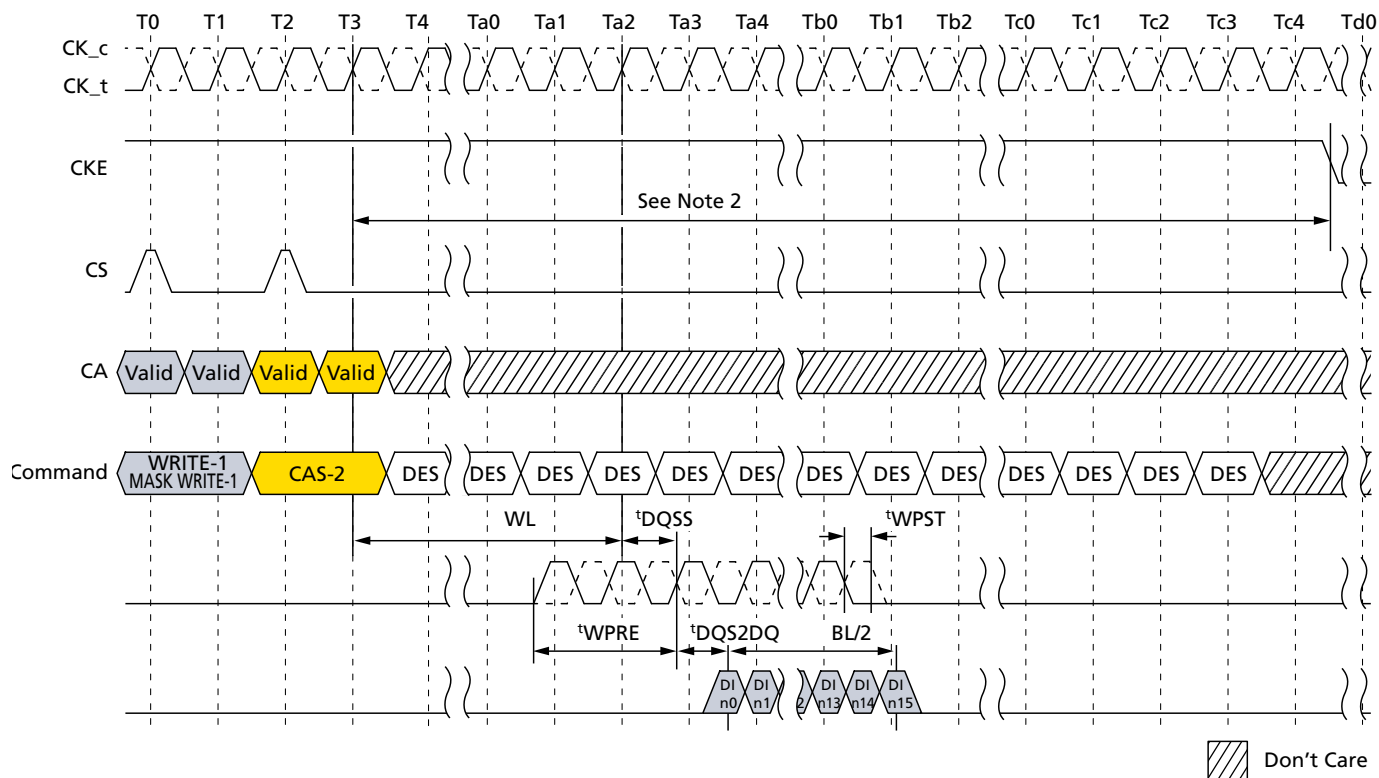 T0 T1 T2 T3 T4 Ta0 Ta1 Ta2 Ta3 Ta4 Tb0 Tb1 Tb2 Tc0 Tc1 Tc2 Tc3 Tc4 Td0
CK_c
CK_t
CKE
See Note 2
CS
CA Valid Valid Valid Valid
Command WRITE-1 MASK WRITE-1 CAS-2 DES DES DES DES DES DES DES DES DES DES DES DES DES
WL tDQSS tWPST
tWPRE tDQS2DQ BL/2
DI n0 DI n1 2 DI n13 DI n14 DI n15
Don't Care